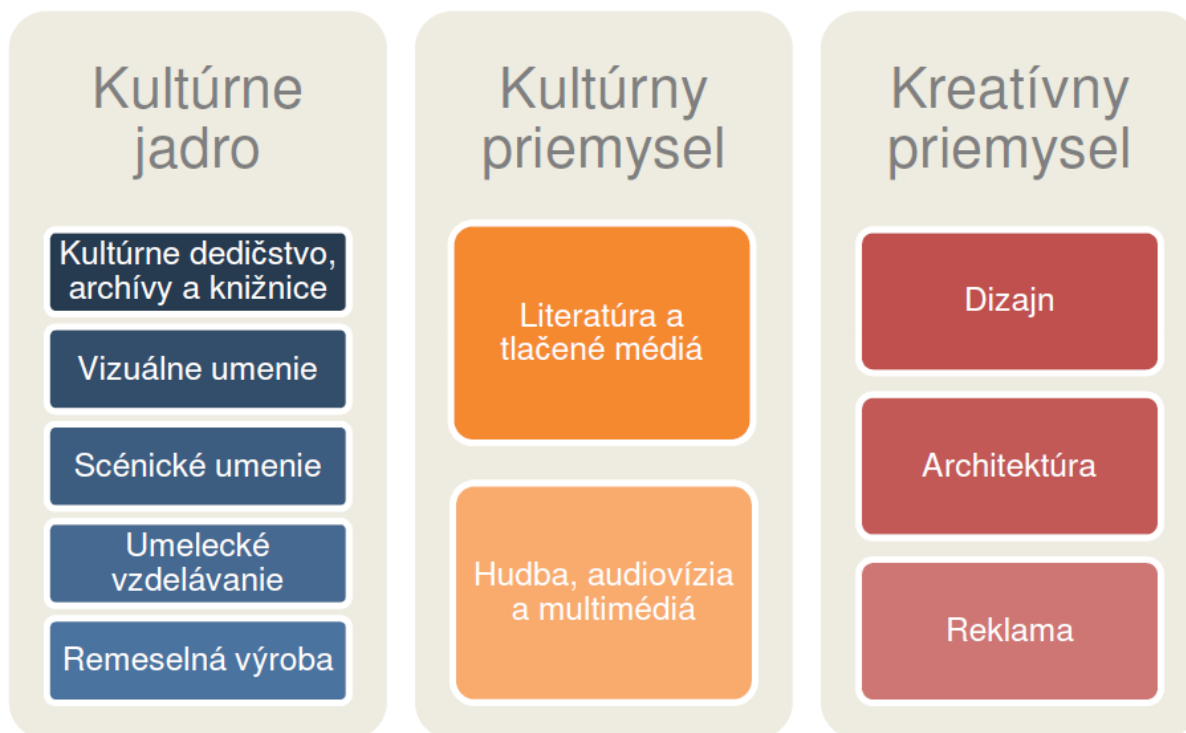 Kultúrne
jadro
Kultúrne dedičstvo,
archívy a knižnice
Vizuálne umenie
Scénické umenie
Umelecké
vzdelávanie
Remeselná výroba
Kultúrny
priemysel
Literatúra a
tlačené médiá
Hudba, audiovízia
a multimédiá
Kreatívny
priemysel
Dizajn
Architektúra
Reklama